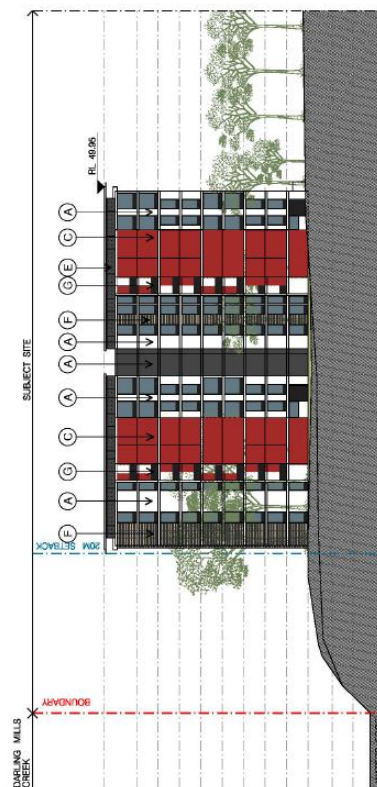 SUBJECT SITE
DARLING MILLS
CREEK
BOUNDARY
20M SETBACK
RL 49.95
F A G C A A A F G E C A